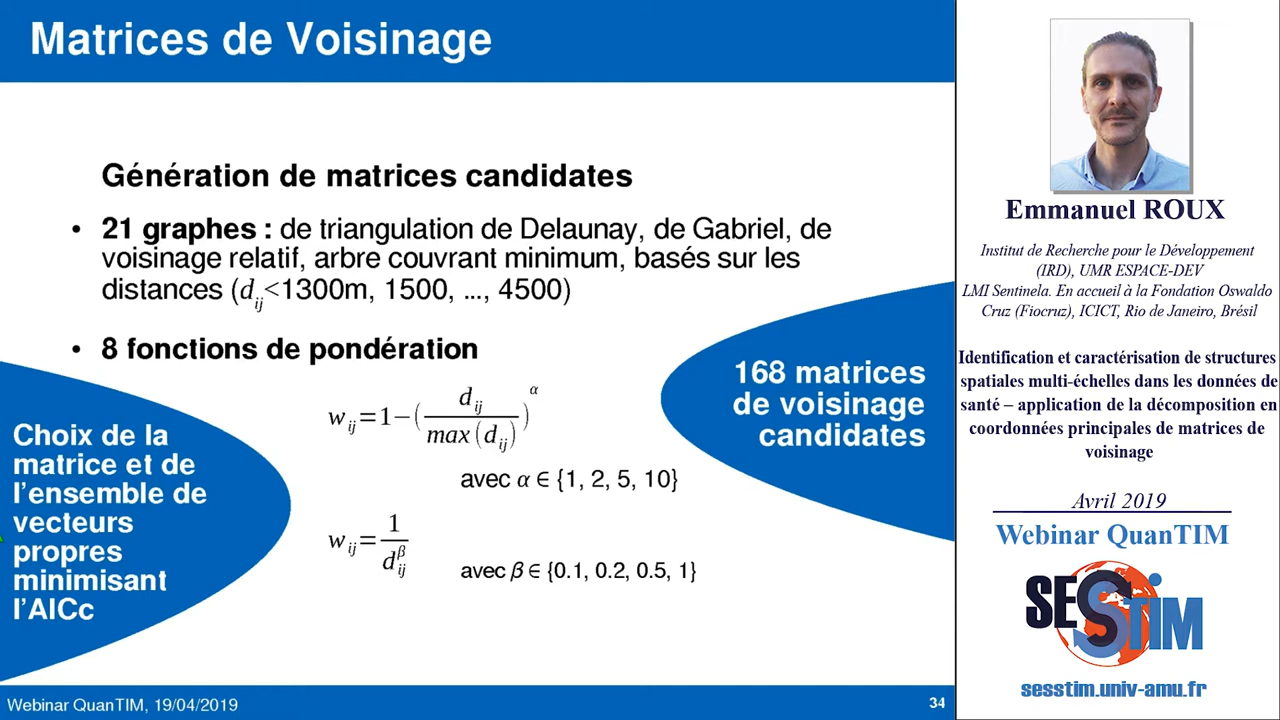 Matrices de Voisinage
Génération de matrices candidates
• 21 graphes : de triangulation de Delaunay, de Gabriel, de
voisinage relatif, arbre couvrant minimum, basés sur les
distances (d_ij<1300m, 1500, ..., 4500)
• 8 fonctions de pondération
w_ij=1−(d_ij/max(d_ij))^α
avec α ∈ {1, 2, 5, 10}
w_ij=1/d_ij^β
avec β ∈ {0.1, 0.2, 0.5, 1}
168 matrices
de voisinage
candidates
Choix de la
matrice et de
l'ensemble de
vecteurs
propres
minimisant
l'AICc
Webinar QuanTIM, 19/04/2019
34
Emmanuel ROUX
Institut de Recherche pour le Développement
(IRD), UMR ESPACE-DEV
LMI Sentinela. En accueil à la Fondation Oswaldo
Cruz (Fiocruz), ICICT, Rio de Janeiro, Brésil
Identification et caractérisation de structures
spatiales multi-échelles dans les données de
santé – application de la décomposition en
coordonnées principales de matrices de
voisinage
Avril 2019
Webinar QuanTIM
SESSTIM
sesstim.univ-amu.fr